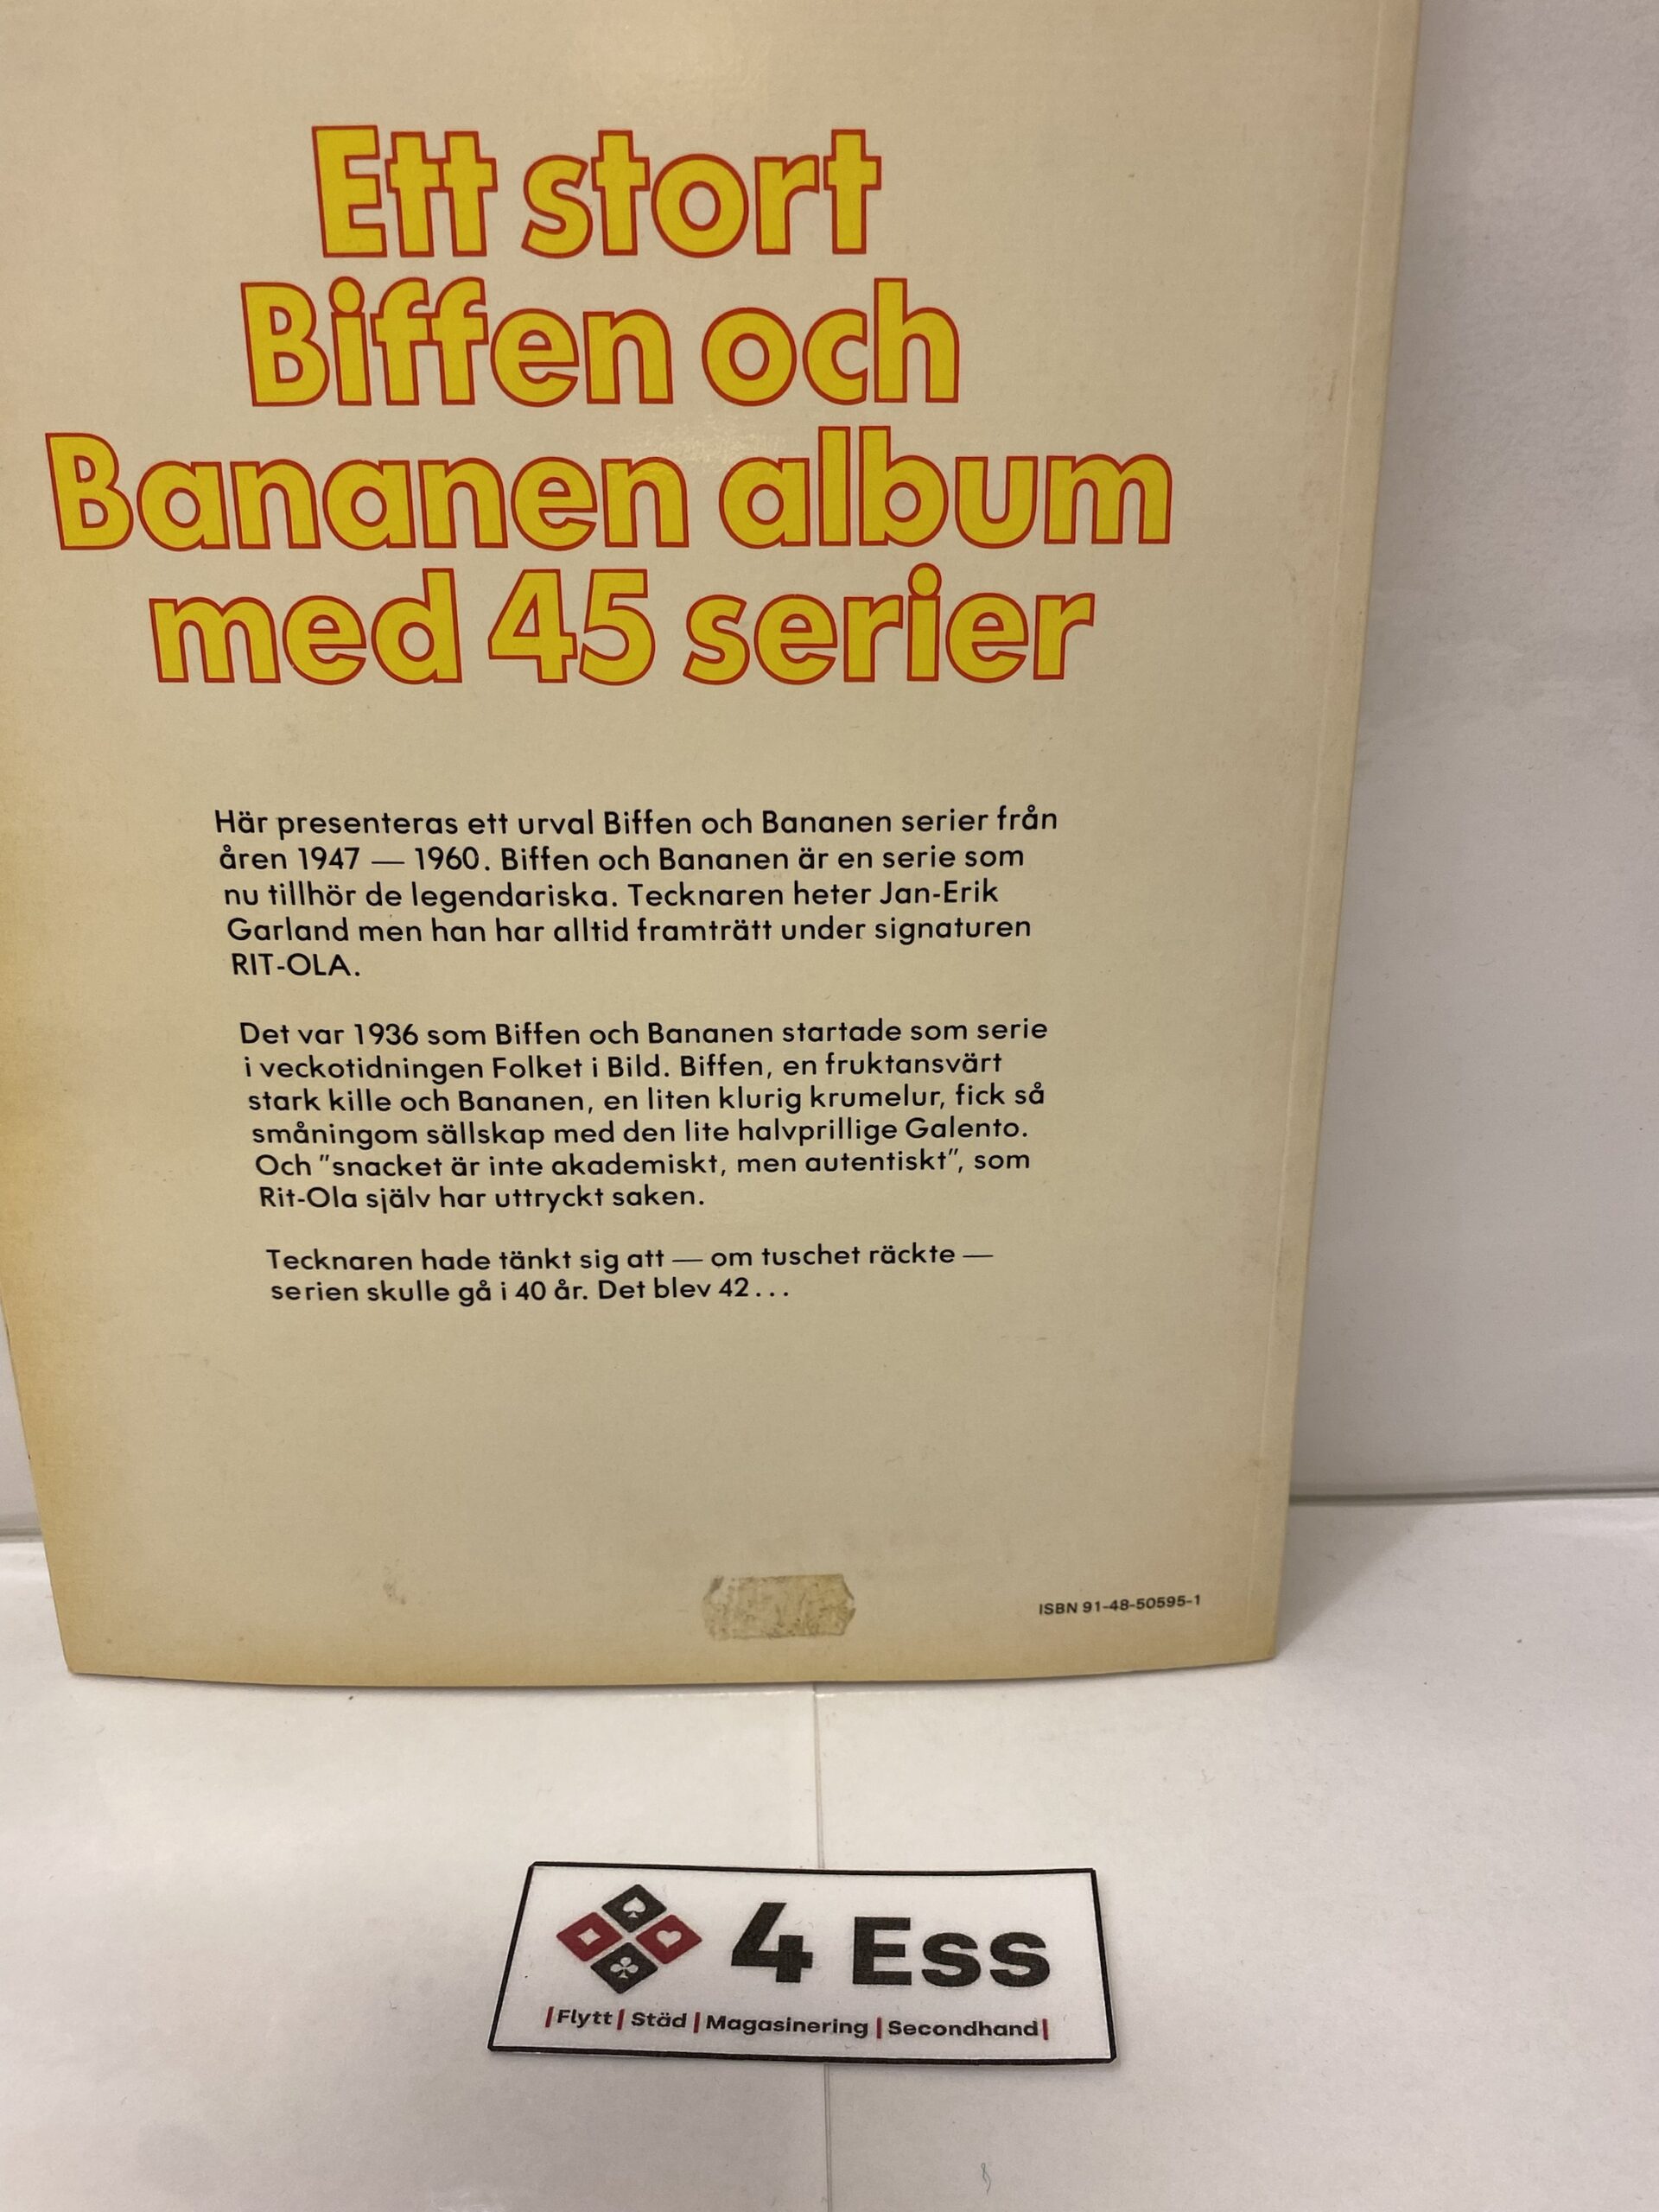 Ett stort
Biffen och
Bananen album
med 45 serier
Här presenteras ett urval Biffen och Bananen serier från
åren 1947 — 1960. Biffen och Bananen är en serie som
nu tillhör de legendariska. Tecknaren heter Jan-Erik
Garland men han har alltid framträtt under signaturen
RIT-OLA.
Det var 1936 som Biffen och Bananen startade som serie
i veckotidningen Folket i Bild. Biffen, en fruktansvärt
stark kille och Bananen, en liten klurig krumelur, fick så
småningom sällskap med den lite halvprillige Galento.
Och "snacket är inte akademiskt, men autentiskt", som
Rit-Ola själv har uttryckt saken.
Tecknaren hade tänkt sig att — om tuschet räckte —
serien skulle gå i 40 år. Det blev 42...
ISBN 91-48-50595-1
4 Ess
|Flytt| Städ |Magasinering |Secondhand|